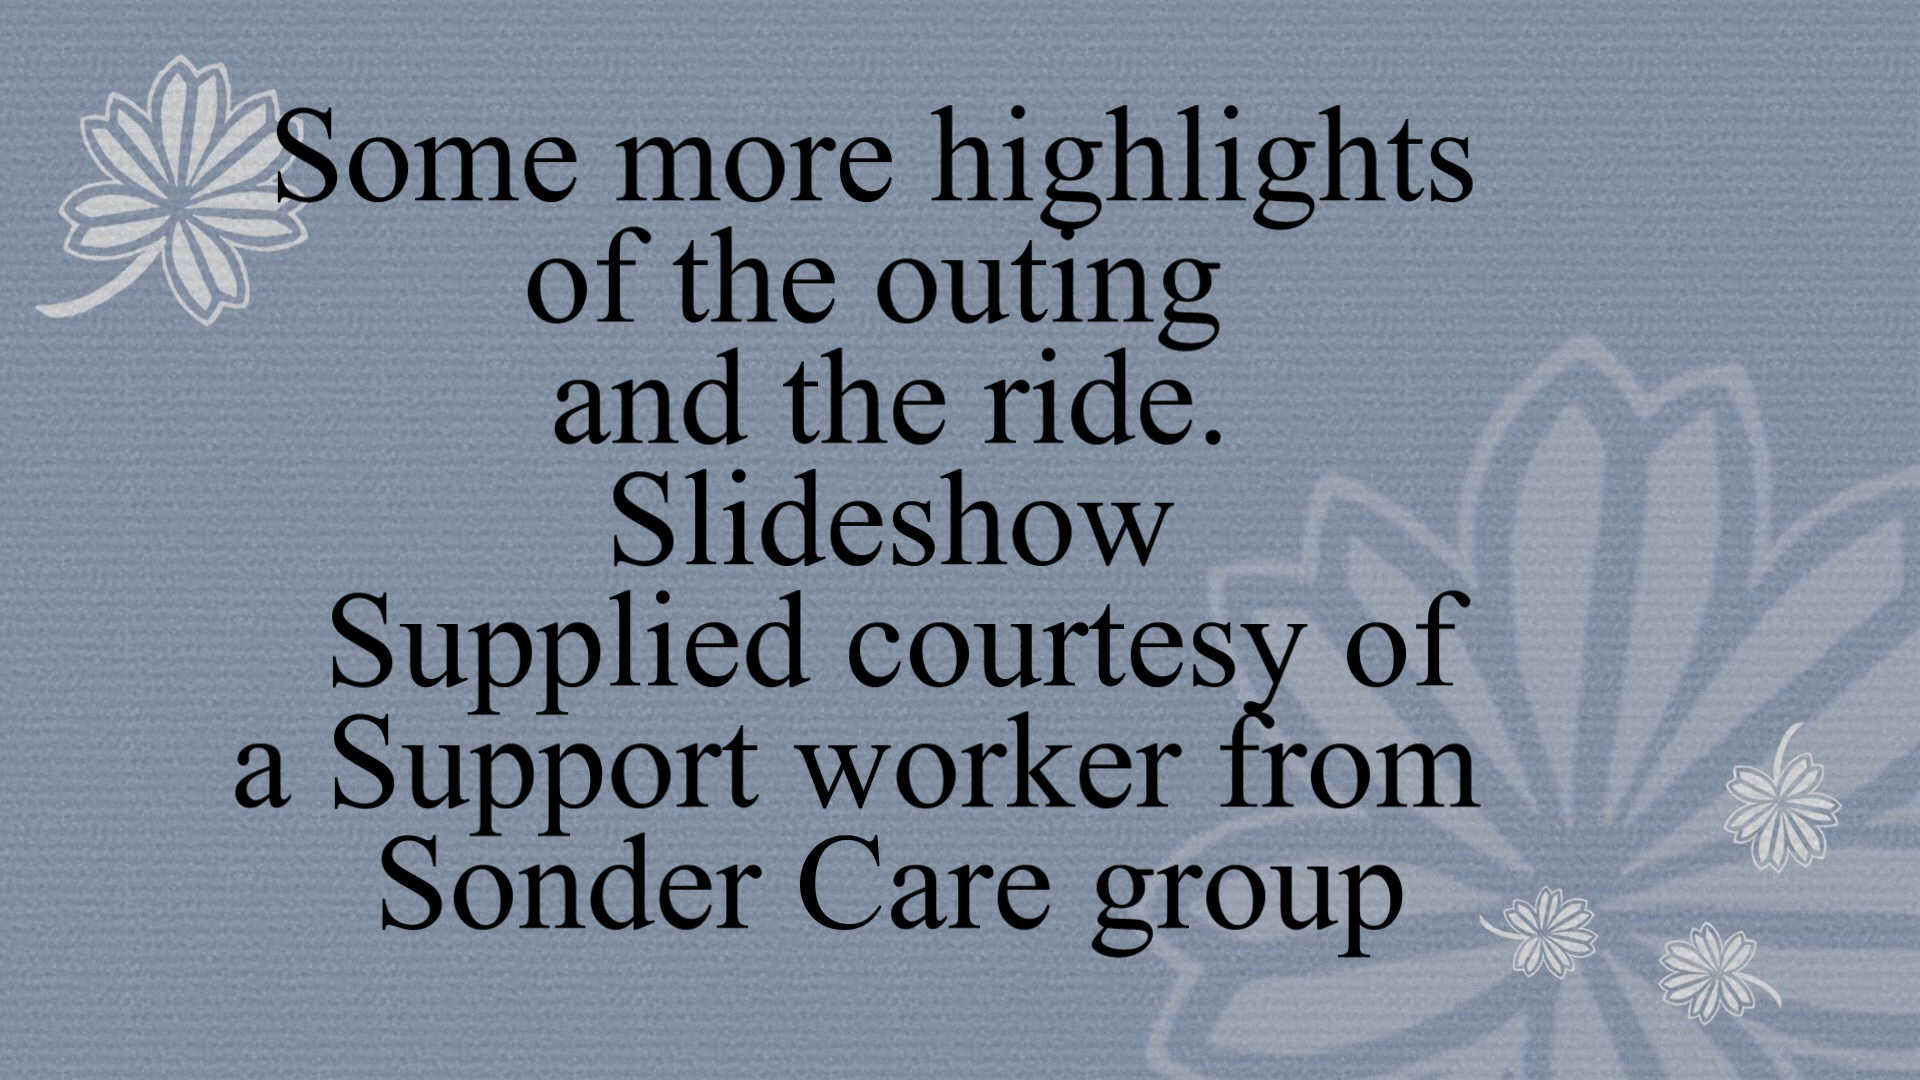 Some more highlights
of the outing
and the ride.
Slideshow
Supplied courtesy of
a Support worker from
Sonder Care group